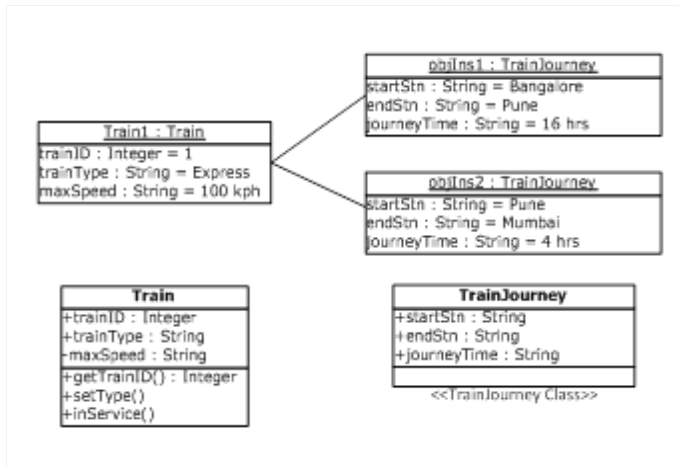 objIns1 : TrainJourney
startStn : String = Bangalore
endStn : String = Pune
journeyTime : String = 16 hrs
Train1 : Train
trainID : Integer = 1
trainType : String = Express
maxSpeed : String = 100 kph
objIns2 : TrainJourney
startStn : String = Pune
endStn : String = Mumbai
journeyTime : String = 4 hrs
Train
+trainID : Integer
+trainType : String
-maxSpeed : String
+getTrainID() : Integer
+setType()
+inService()
TrainJourney
+startStn : String
+endStn : String
+journeyTime : String
<<TrainJourney Class>>